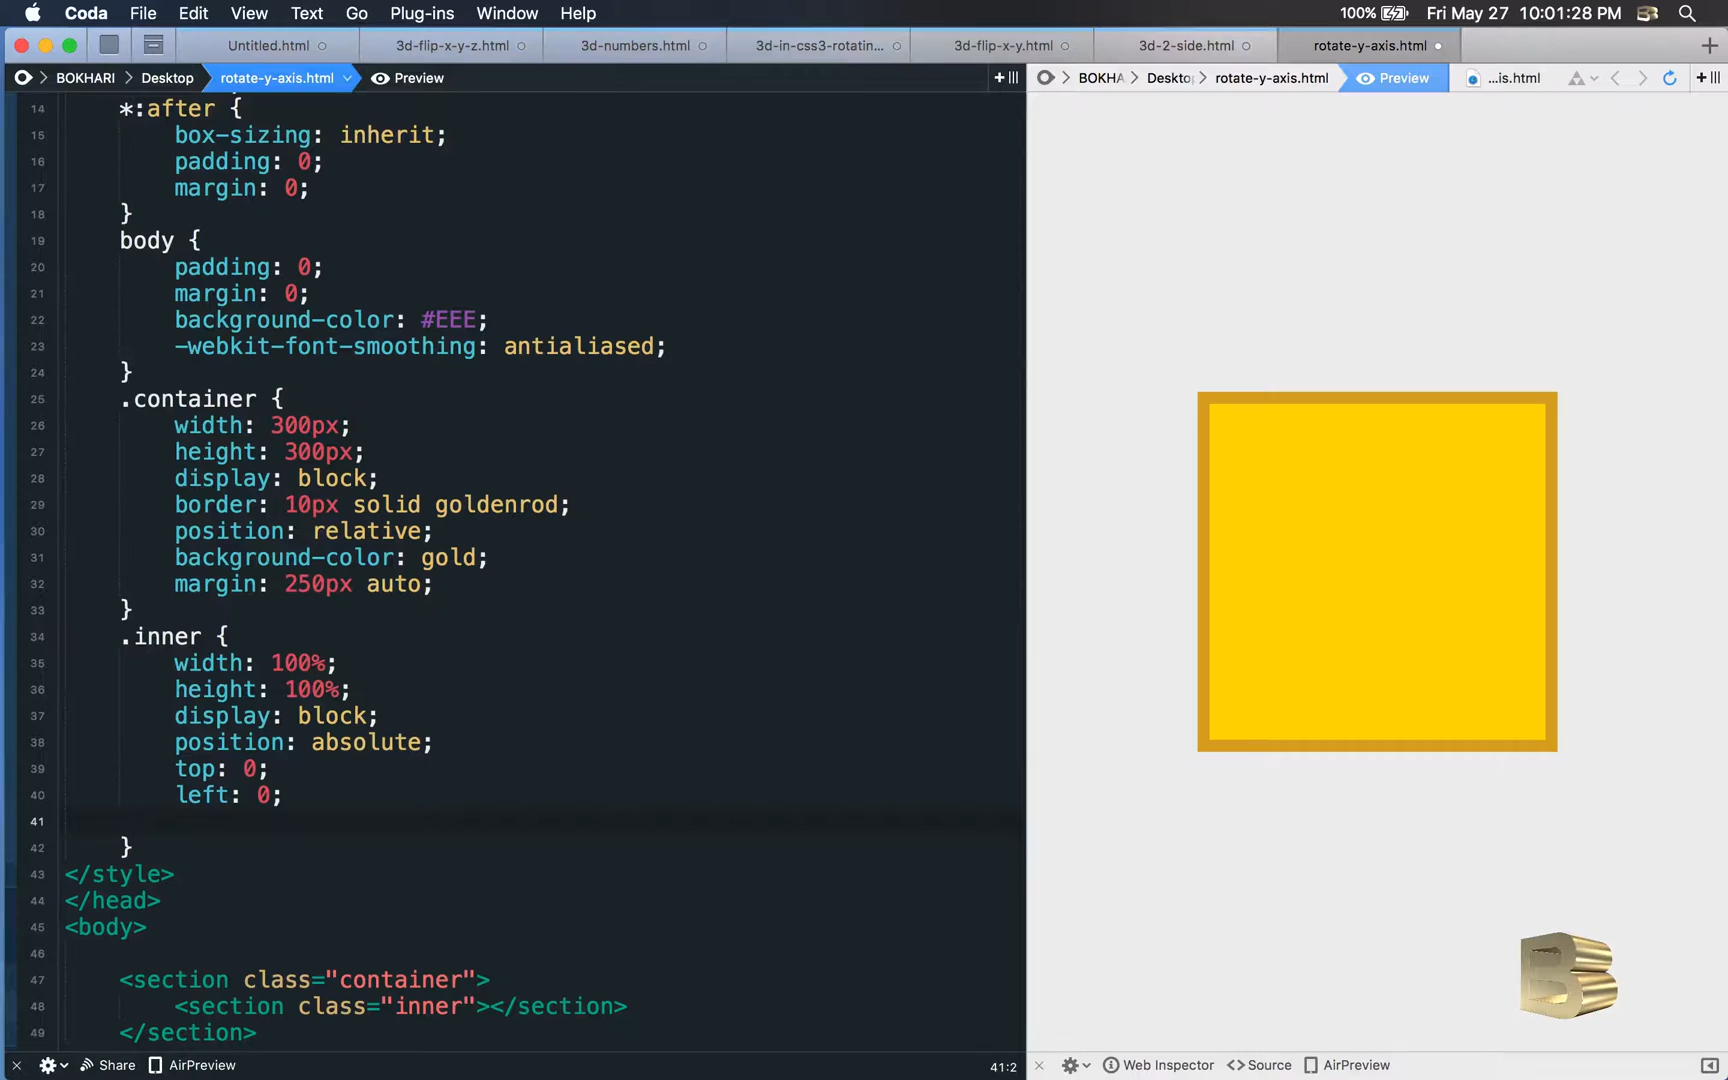 Coda File Edit View Text Go Plug-ins Window Help 100% Fri May 27 10:01:28 PM
Untitled.html 3d-flip-x-y-z.html 3d-numbers.html 3d-in-css3-rotatin... 3d-flip-x-y.html 3d-2-side.html rotate-y-axis.html
BOKHARI Desktop rotate-y-axis.html Preview
BOKHA Desktop rotate-y-axis.html Preview ...is.html
14 *:after {
15 box-sizing: inherit;
16 padding: 0;
17 margin: 0;
18 }
19 body {
20 padding: 0;
21 margin: 0;
22 background-color: #EEE;
23 -webkit-font-smoothing: antialiased;
24 }
25 .container {
26 width: 300px;
27 height: 300px;
28 display: block;
29 border: 10px solid goldenrod;
30 position: relative;
31 background-color: gold;
32 margin: 250px auto;
33 }
34 .inner {
35 width: 100%;
36 height: 100%;
37 display: block;
38 position: absolute;
39 top: 0;
40 left: 0;
41
42 }
43 </style>
44 </head>
45 <body>
46
47 <section class="container">
48 <section class="inner"></section>
49 </section>
B
Share AirPreview 41:2
Web Inspector <> Source AirPreview